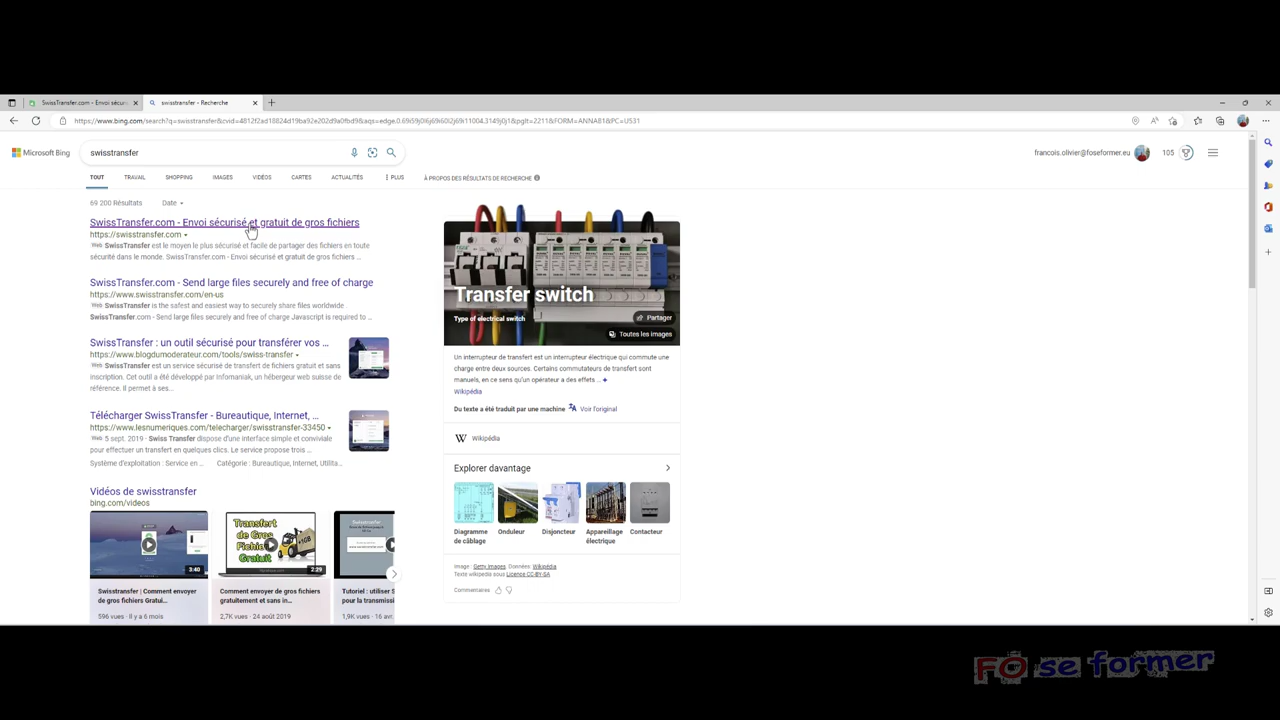 SwissTransfer.com - Envoi sécuris
swisstransfer - Recherche
Microsoft Bing
swisstransfer
francois.olivier@foseformer.eu
105
TOUT
TRAVAIL
SHOPPING
IMAGES
VIDÉOS
CARTES
ACTUALITÉS
PLUS
À PROPOS DES RÉSULTATS DE RECHERCHE
69 200 Résultats
Date
SwissTransfer.com - Envoi sécurisé et gratuit de gros fichiers
https://swisstransfer.com
Web SwissTransfer est le moyen le plus sécurisé et facile de partager des fichiers en toute
sécurité dans le monde. SwissTransfer.com - Envoi sécurisé et gratuit de gros fichiers ...
SwissTransfer.com - Send large files securely and free of charge
https://www.swisstransfer.com/en-us
Web SwissTransfer is the safest and easiest way to securely share files worldwide
SwissTransfer.com - Send large files securely and free of charge Javascript is required to ...
SwissTransfer : un outil sécurisé pour transférer vos ...
https://www.blogdumoderateur.com/tools/swiss-transfer
Web SwissTransfer est un service sécurisé de transfert de fichiers gratuit et sans
inscription. Cet outil a été développé par Infomaniak, un hébergeur web suisse de
référence. Il permet à ses...
Télécharger SwissTransfer - Bureautique, Internet, ...
https://www.lesnumeriques.com/telecharger/swisstransfer-33450
Web 5 sept. 2019 · Swiss Transfer dispose d'une interface simple et conviviale
pour effectuer un transfert en quelques clics. Le service propose trois ...
Système d'exploitation : Service en ...
Catégorie : Bureautique, Internet, Utilita...
Vidéos de swisstransfer
bing.com/videos
3:40
Swisstransfer | Comment envoyer
de gros fichiers Gratui...
596 vues · Il y a 6 mois
Transfert
de Gros
Fichie
Gratuit
+1GB
2:29
Comment envoyer de gros fichiers
gratuitement et sans in...
2,7K vues · 24 août 2019
Tutoriel : utiliser S
pour la transmissi
1,9K vues · 16 avr.
Transfer switch
Type of electrical switch
Partager
Toutes les images
Un interrupteur de transfert est un interrupteur électrique qui commute une
charge entre deux sources. Certains commutateurs de transfert sont
manuels, en ce sens qu'un opérateur a des effets ... +
Wikipédia
Du texte a été traduit par une machine
Voir l'original
W Wikipédia
Explorer davantage
Diagramme
de câblage
Onduleur
Disjoncteur
Appareillage
électrique
Contacteur
Image : Getty Images. Données: Wikipédia
Texte wikipedia sous Licence CC-BY-SA
Commentaires
FO se former